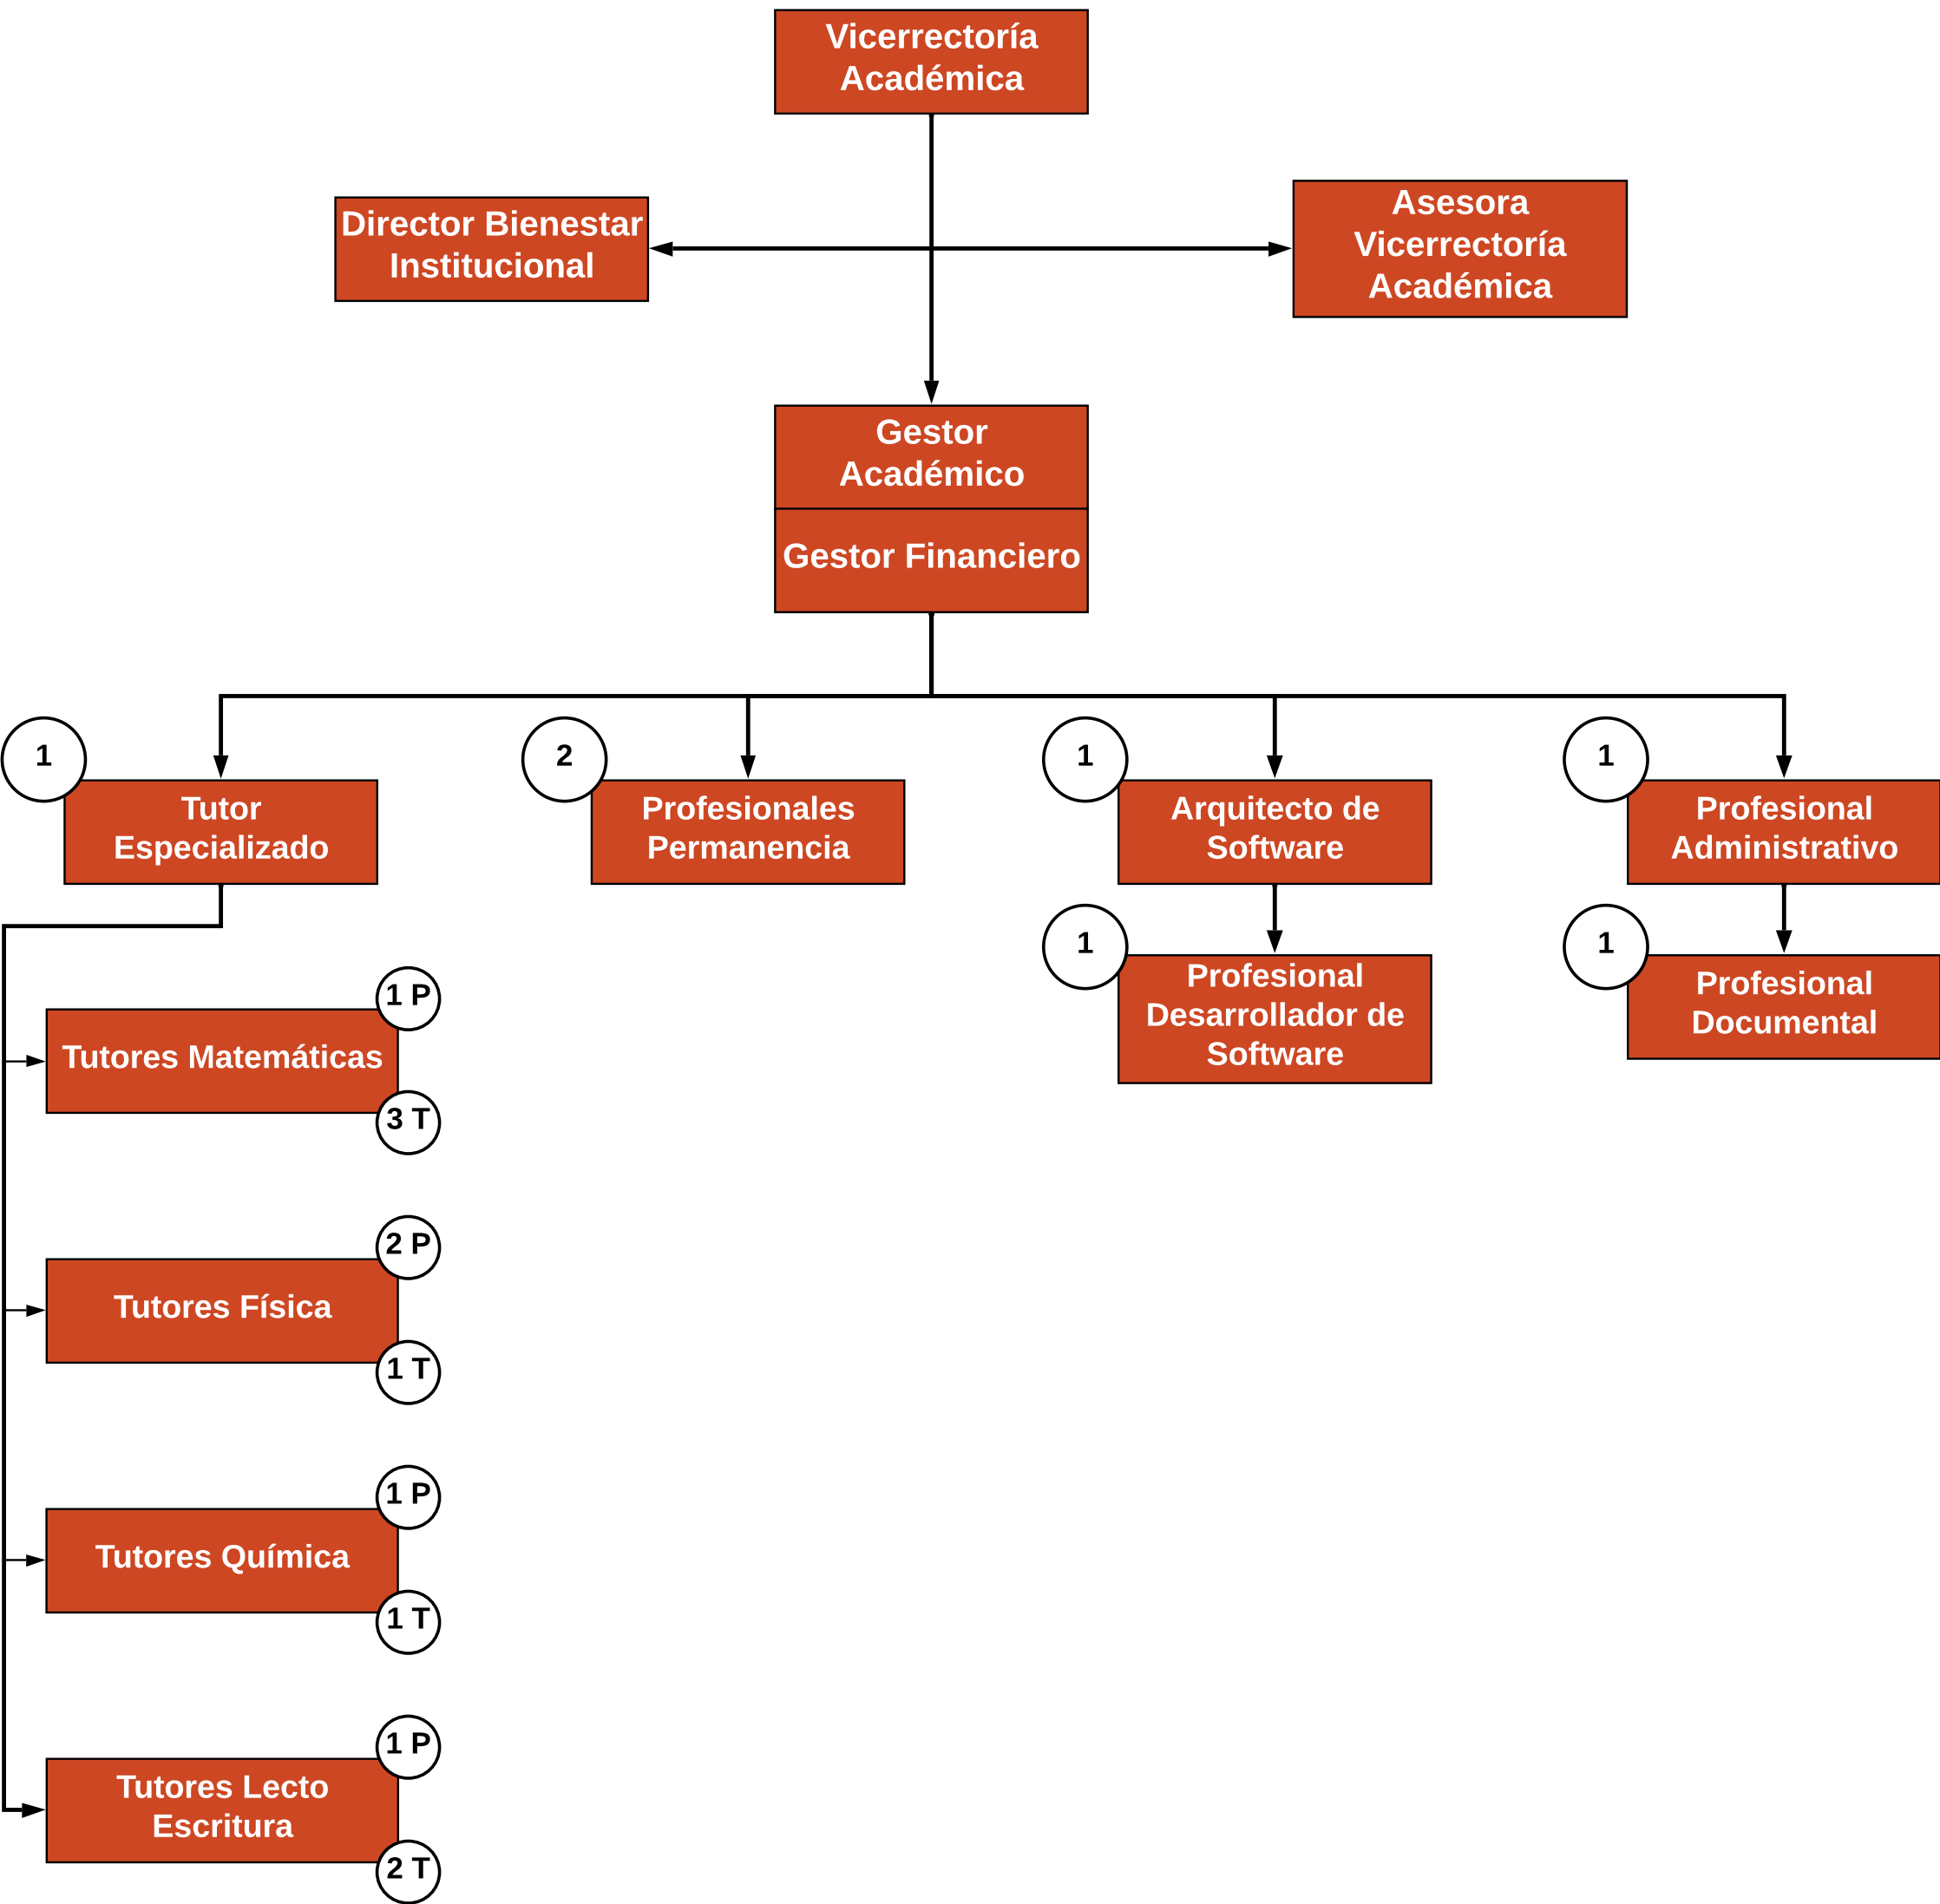 Vicerrectoría
Académica
Director Bienestar
Institucional
Asesora
Vicerrectoría
Académica
Gestor
Académico
Gestor Financiero
1
Tutor
Especializado
2
Profesionales
Permanencia
1
Arquitecto de
Software
1
Profesional
Administrativo
1
Profesional
Desarrollador de
Software
1
Profesional
Documental
1 P
Tutores Matemáticas
3 T
2 P
Tutores Física
1 T
1 P
Tutores Química
1 T
1 P
Tutores Lecto
Escritura
2 T